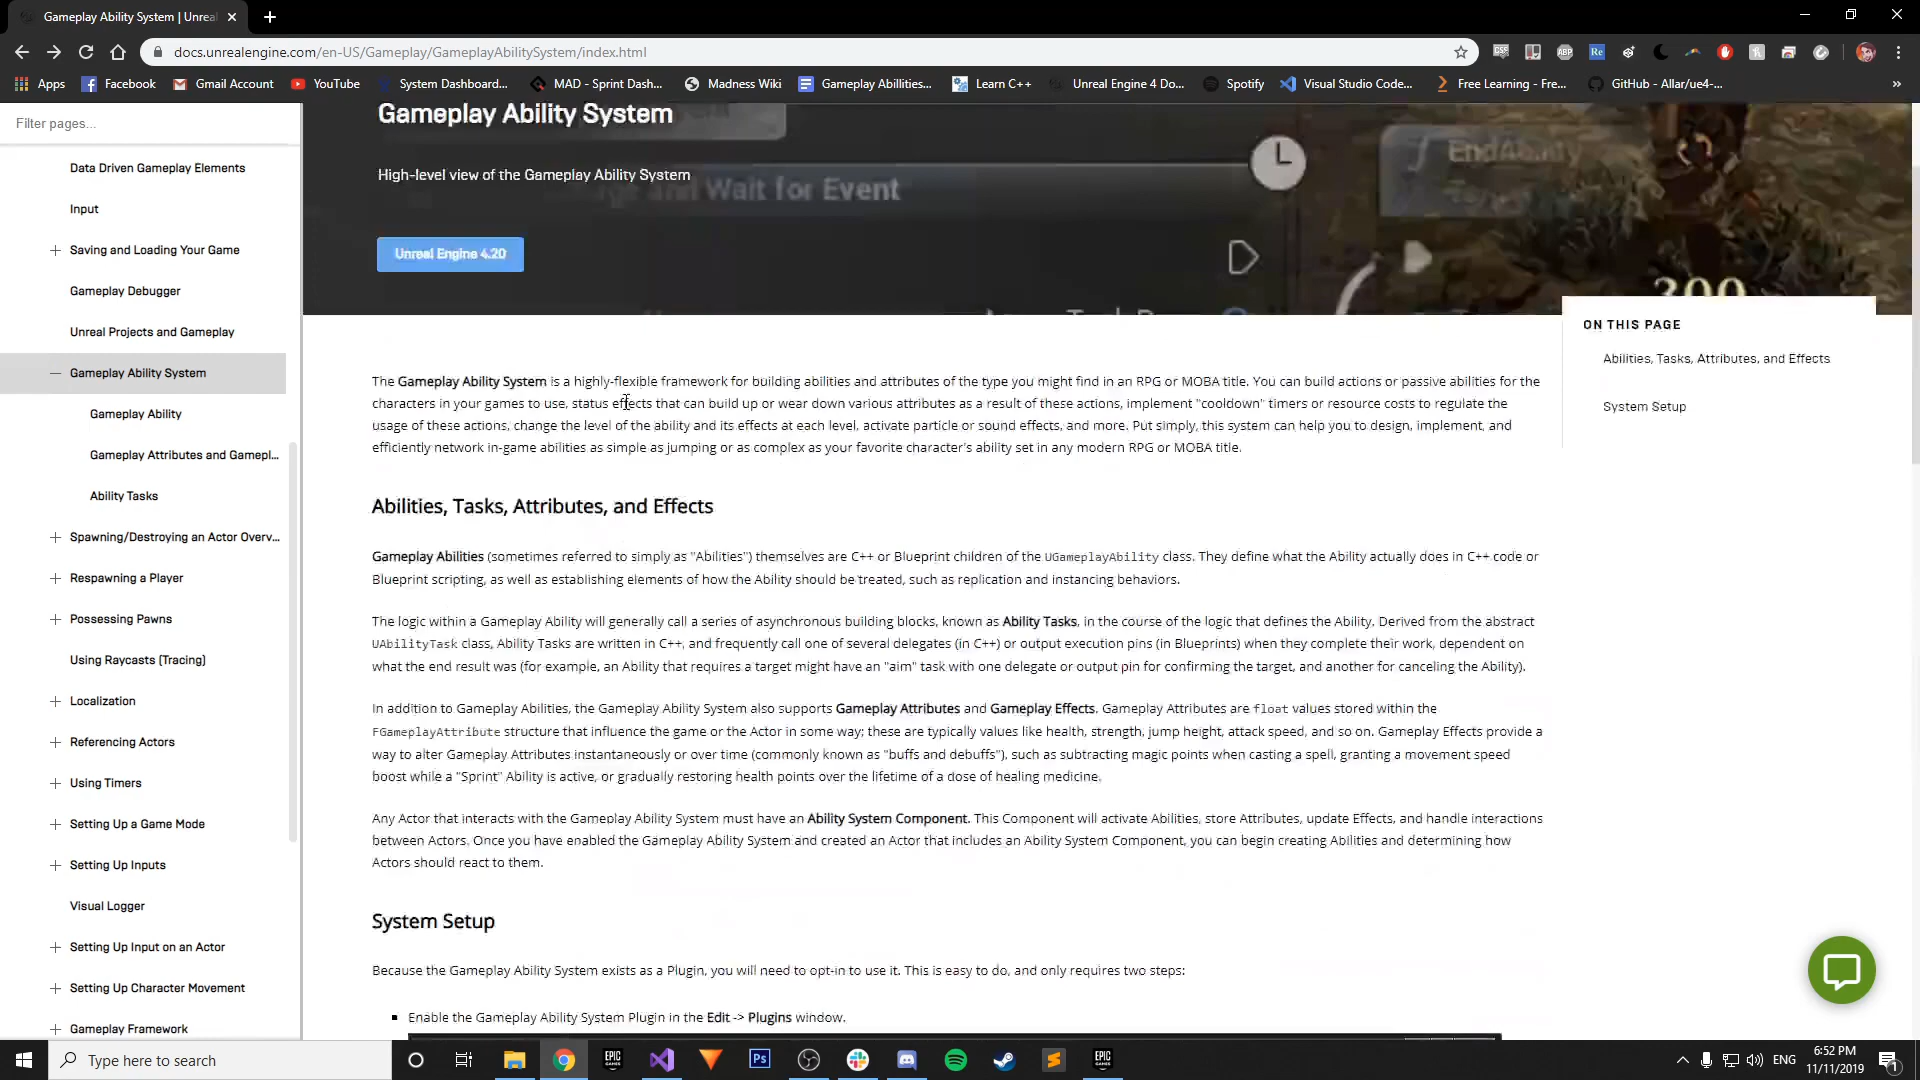 Gameplay Ability System | Unreal
docs.unrealengine.com/en-US/Gameplay/GameplayAbilitySystem/index.html
Apps Facebook Gmail Account YouTube System Dashboard... MAD - Sprint Dash... Madness Wiki Gameplay Abillities... Learn C++ Unreal Engine 4 Do... Spotify Visual Studio Code... Free Learning - Fre... GitHub - Allar/ue4-... »
Filter pages...
Data Driven Gameplay Elements
Input
Saving and Loading Your Game
Gameplay Debugger
Unreal Projects and Gameplay
Gameplay Ability System
Gameplay Ability
Gameplay Attributes and Gamepl...
Ability Tasks
Spawning/Destroying an Actor Overv...
Respawning a Player
Possessing Pawns
Using Raycasts (Tracing)
Localization
Referencing Actors
Using Timers
Setting Up a Game Mode
Setting Up Inputs
Visual Logger
Setting Up Input on an Actor
Setting Up Character Movement
Gameplay Framework
Gameplay Ability System
High-level view of the Gameplay Ability System
and Wait for Event
EndAbility
Unreal Engine 4.20
300
The Gameplay Ability System is a highly-flexible framework for building abilities and attributes of the type you might find in an RPG or MOBA title. You can build actions or passive abilities for the
characters in your games to use, status effects that can build up or wear down various attributes as a result of these actions, implement "cooldown" timers or resource costs to regulate the
usage of these actions, change the level of the ability and its effects at each level, activate particle or sound effects, and more. Put simply, this system can help you to design, implement, and
efficiently network in-game abilities as simple as jumping or as complex as your favorite character's ability set in any modern RPG or MOBA title.
Abilities, Tasks, Attributes, and Effects
Gameplay Abilities (sometimes referred to simply as "Abilities") themselves are C++ or Blueprint children of the UGameplayAbility class. They define what the Ability actually does in C++ code or
Blueprint scripting, as well as establishing elements of how the Ability should be treated, such as replication and instancing behaviors.
The logic within a Gameplay Ability will generally call a series of asynchronous building blocks, known as Ability Tasks, in the course of the logic that defines the Ability. Derived from the abstract
UAbilityTask class, Ability Tasks are written in C++, and frequently call one of several delegates (in C++) or output execution pins (in Blueprints) when they complete their work, dependent on
what the end result was (for example, an Ability that requires a target might have an "aim" task with one delegate or output pin for confirming the target, and another for canceling the Ability).
In addition to Gameplay Abilities, the Gameplay Ability System also supports Gameplay Attributes and Gameplay Effects. Gameplay Attributes are float values stored within the
FGameplayAttribute structure that influence the game or the Actor in some way; these are typically values like health, strength, jump height, attack speed, and so on. Gameplay Effects provide a
way to alter Gameplay Attributes instantaneously or over time (commonly known as "buffs and debuffs"), such as subtracting magic points when casting a spell, granting a movement speed
boost while a "Sprint" Ability is active, or gradually restoring health points over the lifetime of a dose of healing medicine.
Any Actor that interacts with the Gameplay Ability System must have an Ability System Component. This Component will activate Abilities, store Attributes, update Effects, and handle interactions
between Actors. Once you have enabled the Gameplay Ability System and created an Actor that includes an Ability System Component, you can begin creating Abilities and determining how
Actors should react to them.
System Setup
Because the Gameplay Ability System exists as a Plugin, you will need to opt-in to use it. This is easy to do, and only requires two steps:
Enable the Gameplay Ability System Plugin in the Edit -> Plugins window.
ON THIS PAGE
Abilities, Tasks, Attributes, and Effects
System Setup
Type here to search
ENG
6:52 PM
11/11/2019